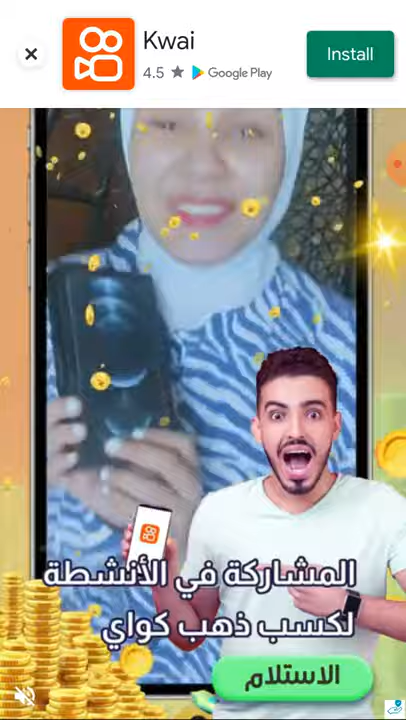 Kwai
Install
4.5 ★ Google Play
المشاركة في الأنشطة
لكسب ذهب كواي
الاستلام